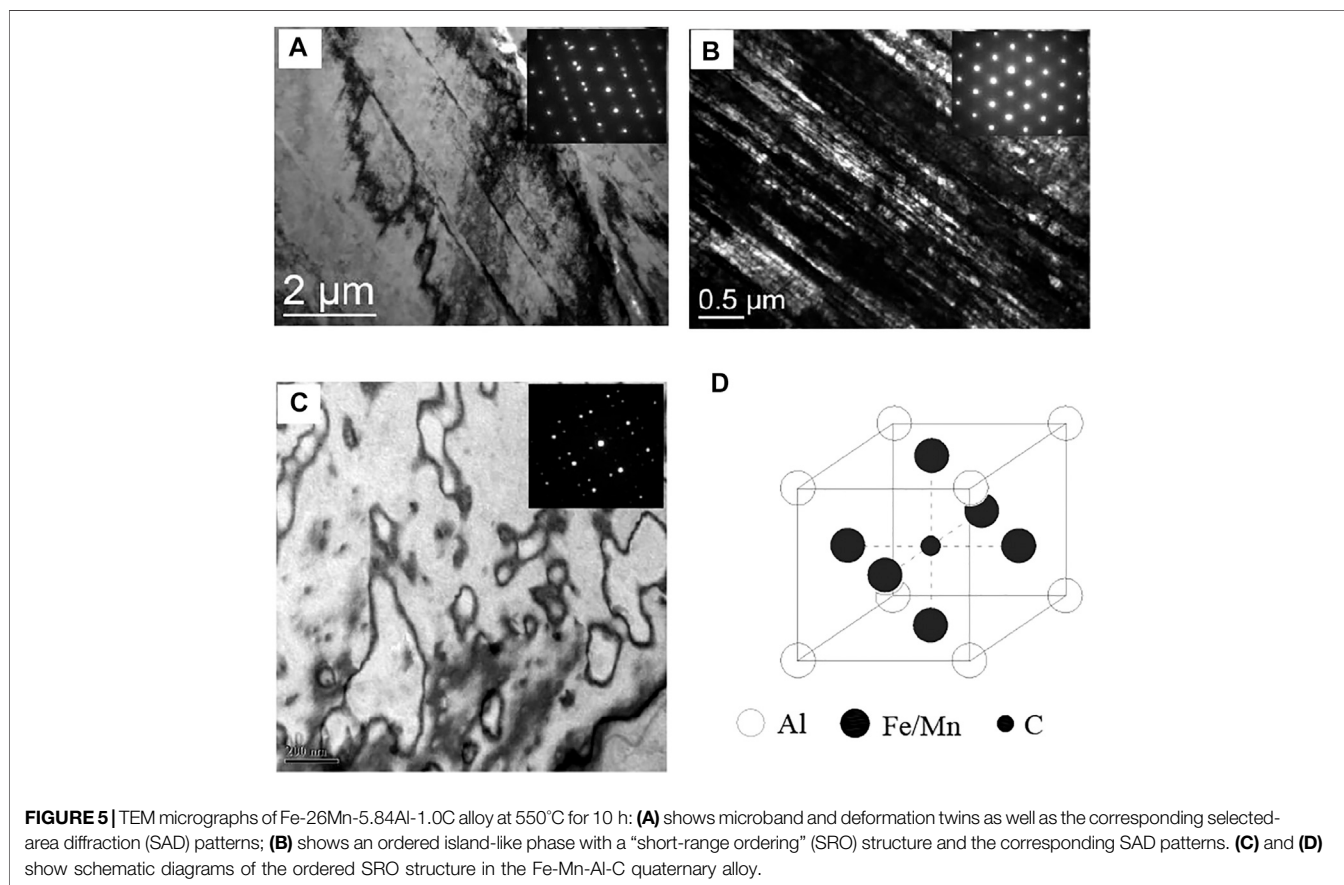 A
2 µm
B
0.5 µm
C
200 nm
D
Al Fe/Mn C
FIGURE 5 | TEM micrographs of Fe-26Mn-5.84Al-1.0C alloy at 550°C for 10 h: (A) shows microband and deformation twins as well as the corresponding selected-
area diffraction (SAD) patterns; (B) shows an ordered island-like phase with a “short-range ordering” (SRO) structure and the corresponding SAD patterns. (C) and (D)
show schematic diagrams of the ordered SRO structure in the Fe-Mn-Al-C quaternary alloy.